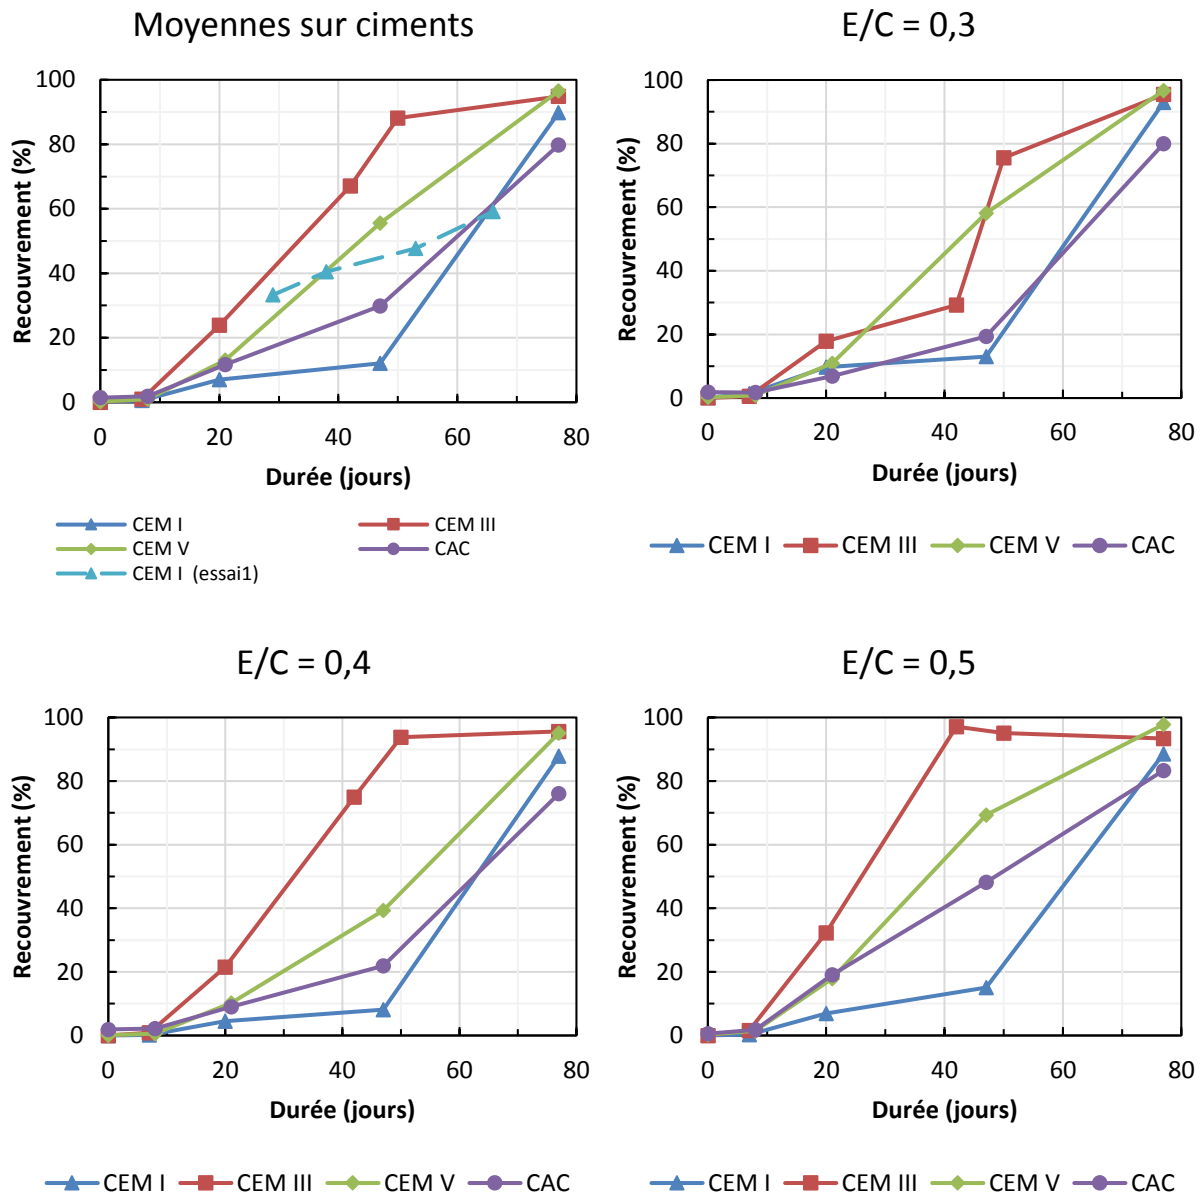 Moyennes sur ciments
100
80
60
40
20
0
0 20 40 60 80
Recouvrement (%)
Durée (jours)
CEM I CEM III
CEM V CAC
CEM I (essai1)
E/C = 0,3
100
80
60
40
20
0
0 20 40 60 80
Recouvrement (%)
Durée (jours)
CEM I CEM III CEM V CAC
E/C = 0,4
100
80
60
40
20
0
0 20 40 60 80
Recouvrement (%)
Durée (jours)
CEM I CEM III CEM V CAC
E/C = 0,5
100
80
60
40
20
0
0 20 40 60 80
Recouvrement (%)
Durée (jours)
CEM I CEM III CEM V CAC